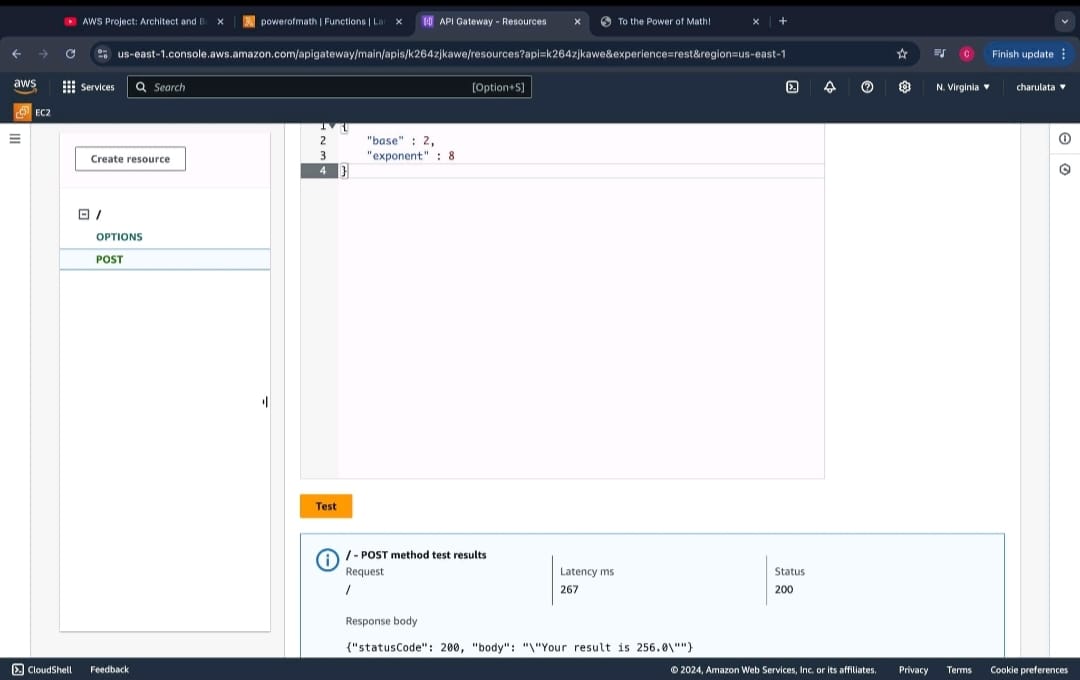 AWS Project: Architect and B
powerofmath | Functions | La
API Gateway - Resources
To the Power of Math!
us-east-1.console.aws.amazon.com/apigateway/main/apis/k264zjkawe/resources?api=k264zjkawe&experience=rest&region=us-east-1
C
Finish update
aws
Services
Search
[Option+S]
N. Virginia
charulata
EC2
Create resource
/
OPTIONS
POST
1 {
2 "base" : 2,
3 "exponent" : 8
4 }
Test
/ - POST method test results
Request
/
Latency ms
267
Status
200
Response body
{"statusCode": 200, "body": "\"Your result is 256.0\""}
CloudShell
Feedback
© 2024, Amazon Web Services, Inc. or its affiliates.
Privacy
Terms
Cookie preferences